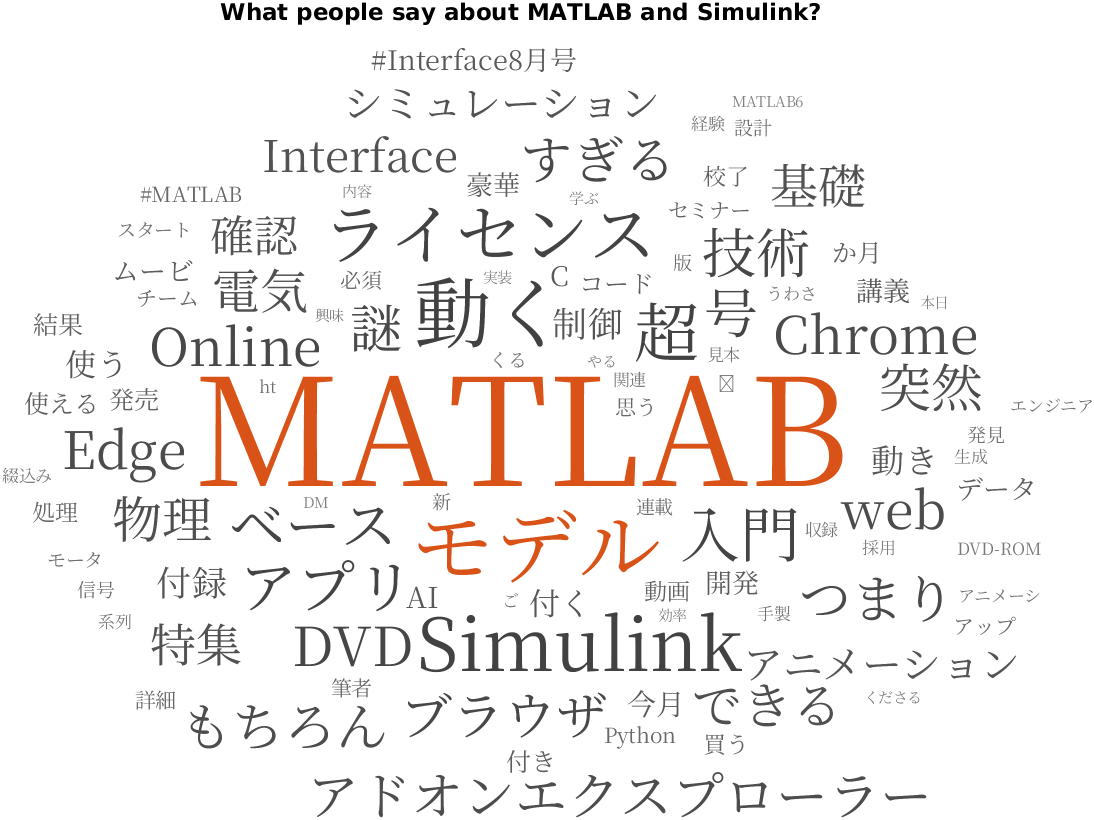 What people say about MATLAB and Simulink?
#Interface8月号
シミュレーション
MATLAB6
経験
設計
Interface
すぎる
校了
基礎
豪華
#MATLAB
内容
学ぶ
セミナー
スタート
確認
ライセンス
技術
か月
版
ムービ
電気
必須
実装
C
コード
チーム
動く
うわさ
講義
本日
興味
謎
制御
超
号
結果
Online
Chrome
使う
くる
やる
見本
関連
ht
突然
使える
発売
思う
エンジニア
MATLAB
Edge
発見
動き
生成
綴込み
データ
DM
新
連載
処理
物理
ベース
モデル
入門
収録
web
採用
DVD-ROM
モータ
信号
付録
アプリ
AI
ご
付く
動画
開発
つまり
アニメーシ
効率
手製
系列
アップ
特集
DVD
Simulink
アニメーション
詳細
筆者
くださる
もちろん
ブラウザ
今月
できる
Python
買う
付き
アドオンエクスプローラー